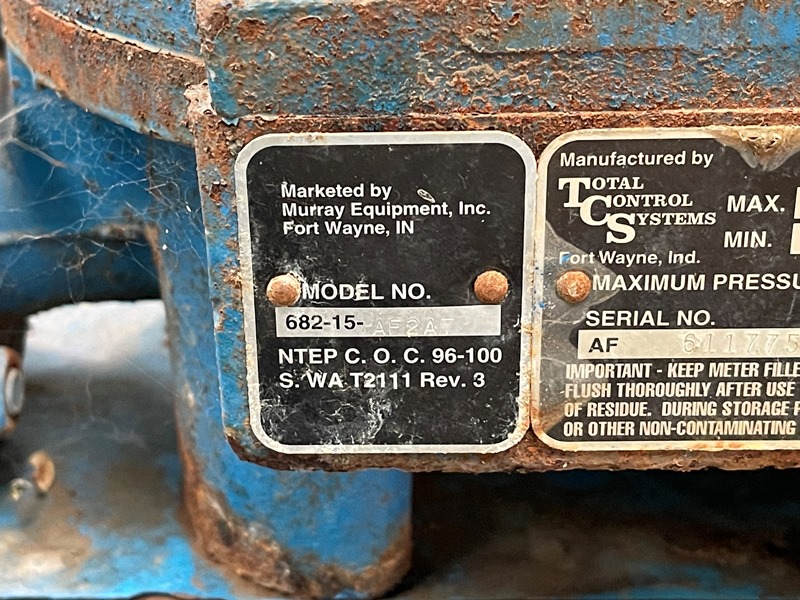 Marketed by
Murray Equipment, Inc.
Fort Wayne, IN
MODEL NO.
682-15-AF2AT
NTEP C. O. C. 96-100
S. WA T2111 Rev. 3
Manufactured by
TOTAL
CONTROL
SYSTEMS
Fort Wayne, Ind.
MAX.
MIN.
MAXIMUM PRESSU
SERIAL NO.
AF 611775
IMPORTANT - KEEP METER FILLE
FLUSH THOROUGHLY AFTER USE
OF RESIDUE. DURING STORAGE F
OR OTHER NON-CONTAMINATING